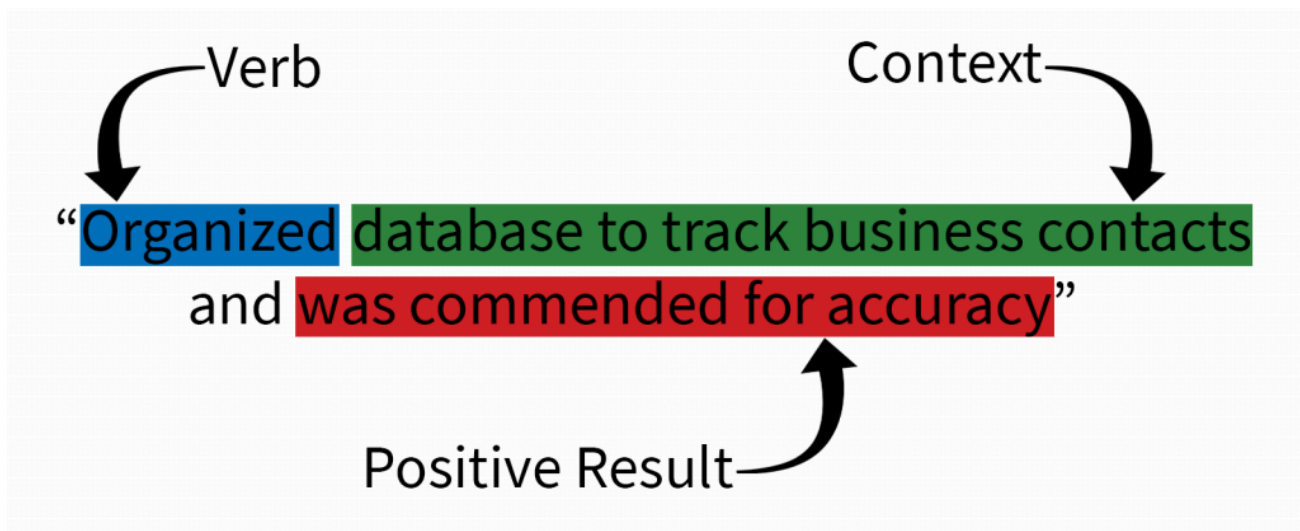 Verb
Context
“Organized database to track business contacts
and was commended for accuracy”
Positive Result